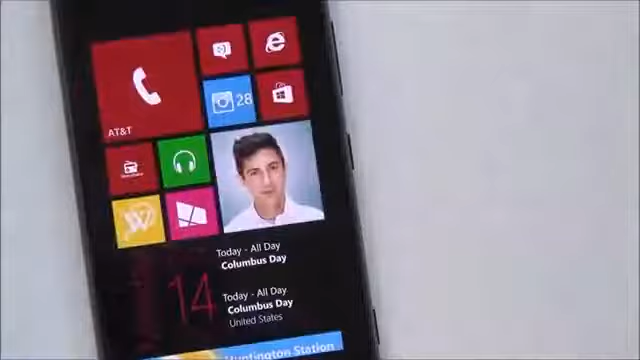 28
AT&T
Today - All Day
Columbus Day
14
Today - All Day
Columbus Day
United States
Huntington Station